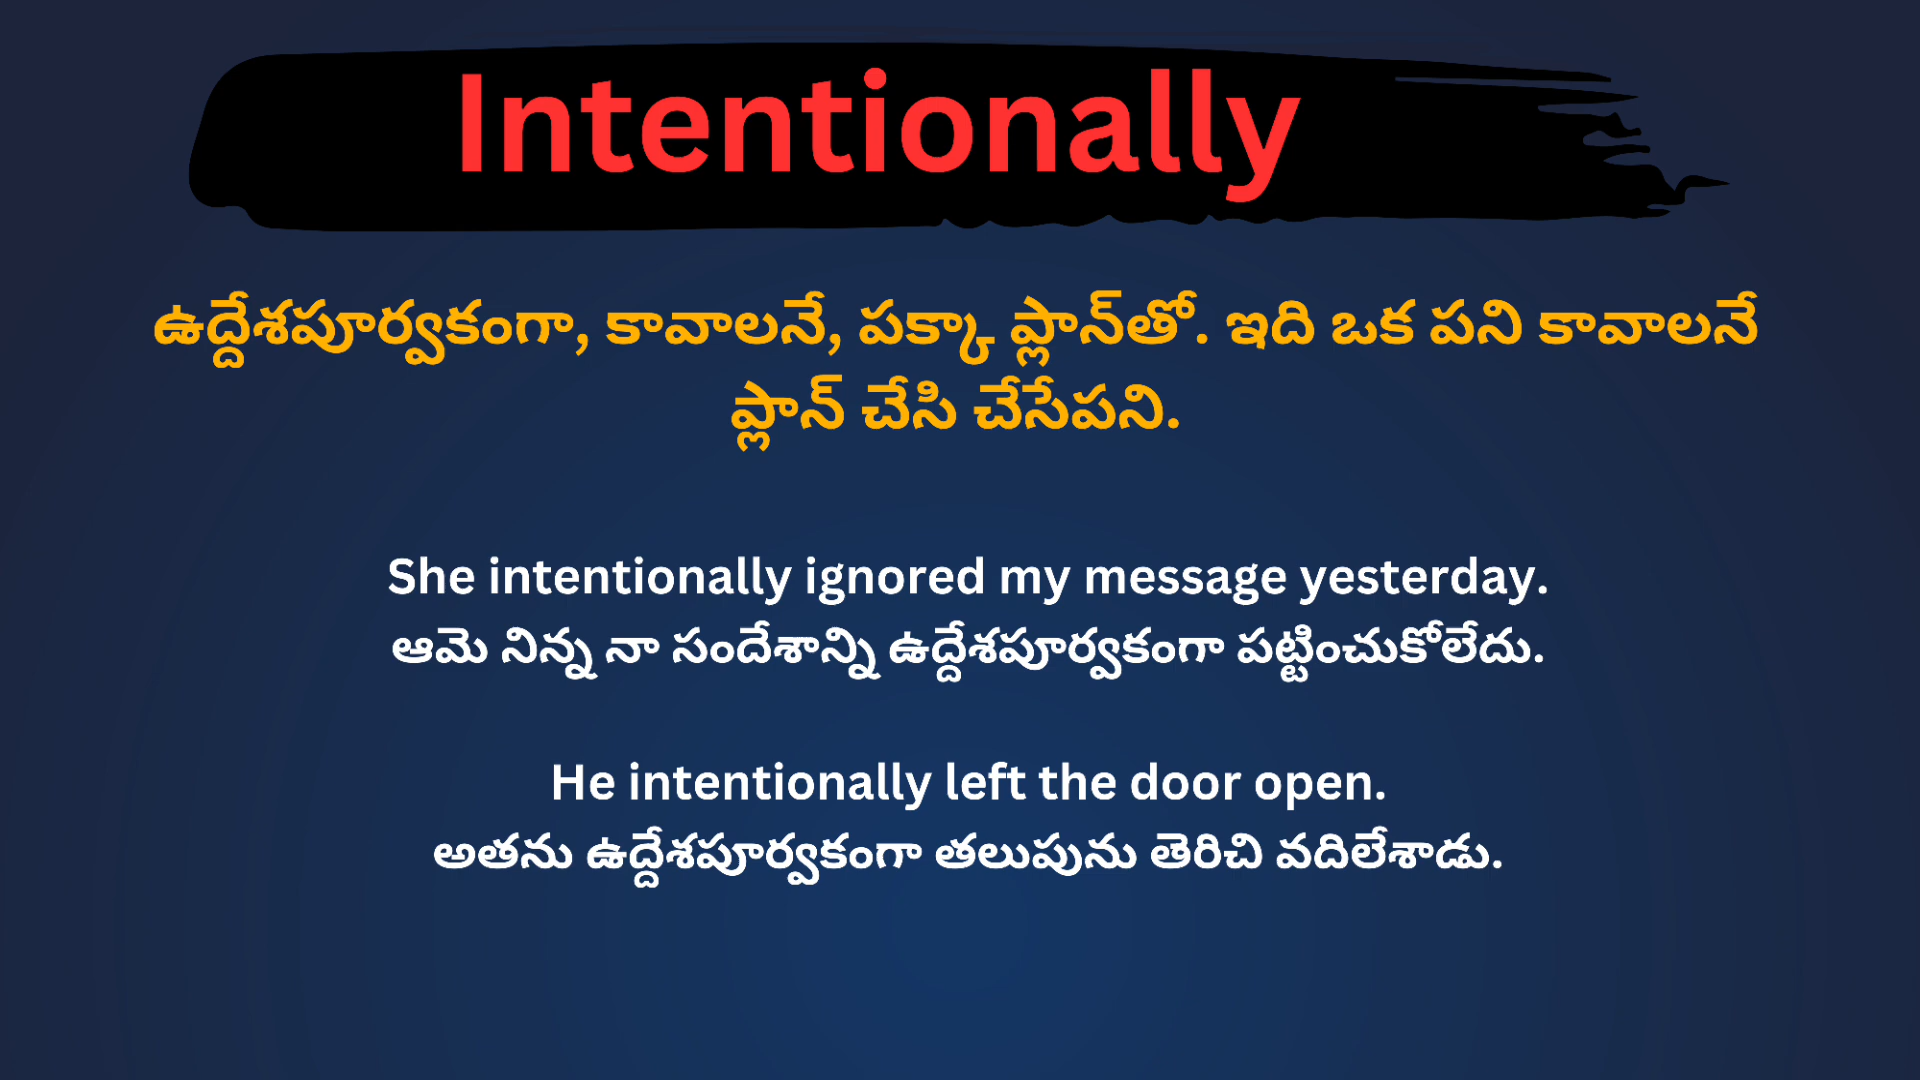 Intentionally
ఉద్దేశపూర్వకంగా, కావాలనే, పక్కా ప్లాన్‌తో. ఇది ఒక పని కావాలనే
ప్లాన్ చేసి చేసేపని.
She intentionally ignored my message yesterday.
ఆమె నిన్న నా సందేశాన్ని ఉద్దేశపూర్వకంగా పట్టించుకోలేదు.
He intentionally left the door open.
అతను ఉద్దేశపూర్వకంగా తలుపును తెరిచి వదిలేశాడు.